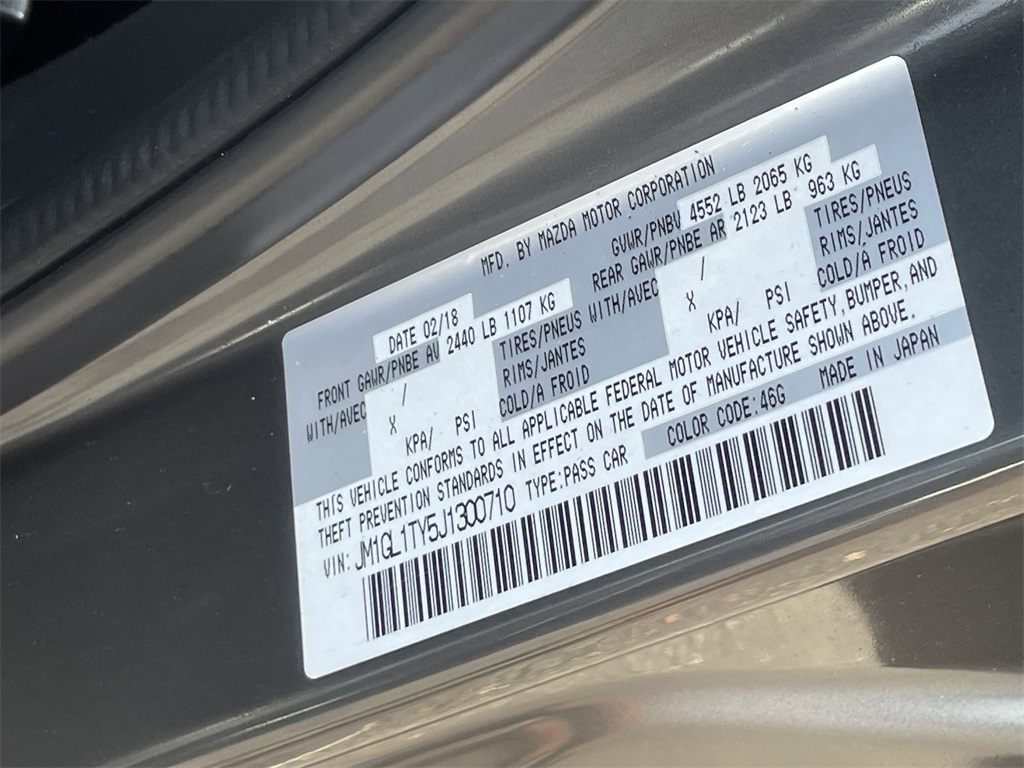 MFD. BY MAZDA MOTOR CORPORATION
DATE 02/18 GVWR/PNBV 4552 LB 2065 KG
FRONT GAWR/PNBE AV 2440 LB 1107 KG REAR GAWR/PNBE AR 2123 LB 963 KG
WITH/AVEC / TIRES/PNEUS WITH/AVEC / TIRES/PNEUS
X RIMS/JANTES X RIMS/JANTES
KPA/ PSI COLD/A FROID KPA/ PSI COLD/A FROID
THIS VEHICLE CONFORMS TO ALL APPLICABLE FEDERAL MOTOR VEHICLE SAFETY, BUMPER, AND
THEFT PREVENTION STANDARDS IN EFFECT ON THE DATE OF MANUFACTURE SHOWN ABOVE.
VIN: JM1GL1TY5J1300710 TYPE:PASS CAR COLOR CODE:46G MADE IN JAPAN